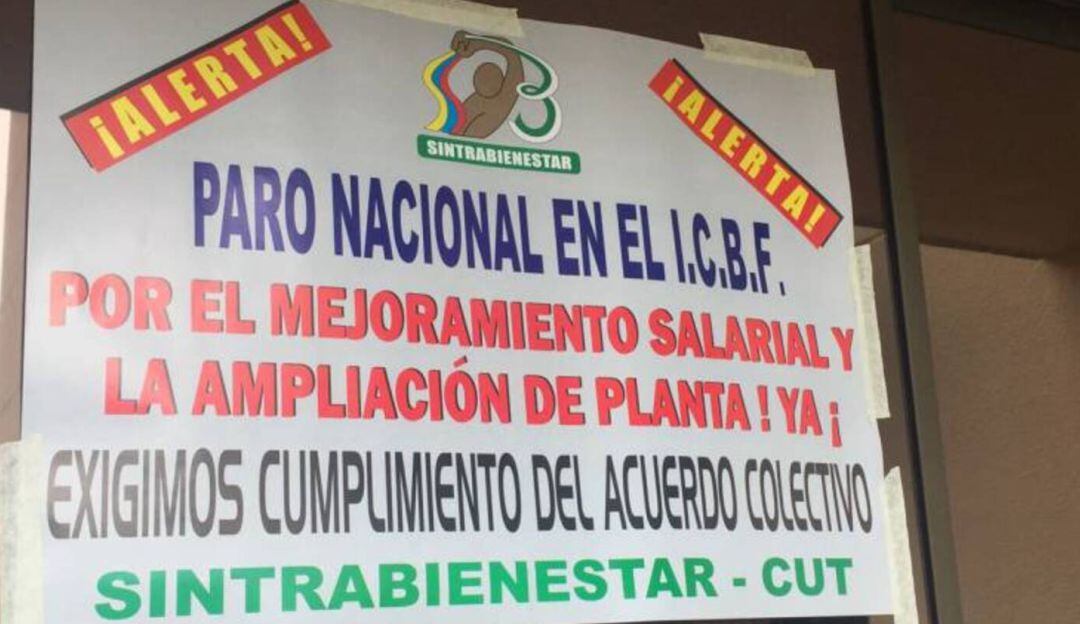 ¡ALERTA!
¡ALERTA!
SINTRABIENESTAR
PARO NACIONAL EN EL I.C.B.F.
POR EL MEJORAMIENTO SALARIAL Y
LA AMPLIACIÓN DE PLANTA ! YA ¡
EXIGIMOS CUMPLIMIENTO DEL ACUERDO COLECTIVO
SINTRABIENESTAR - CUT